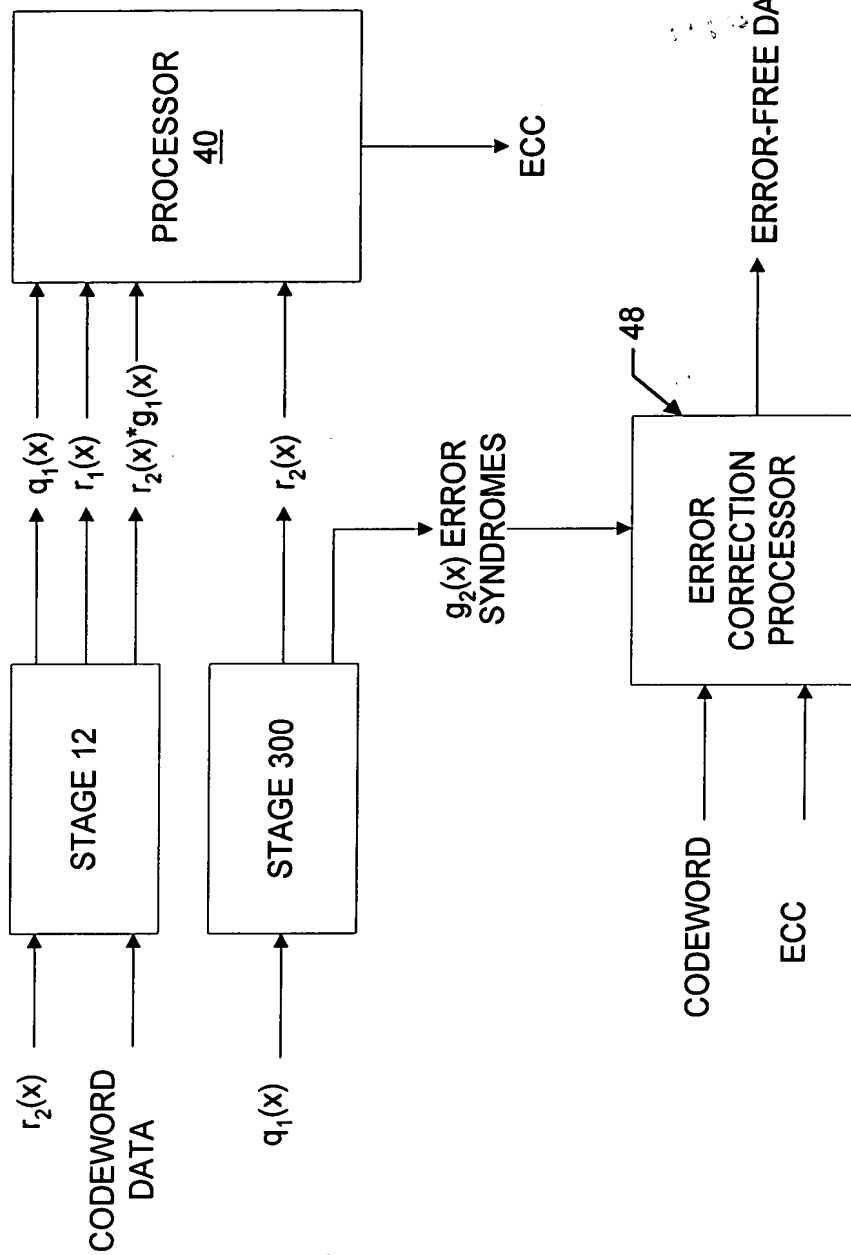 r₂(x)
CODEWORD
DATA
STAGE 12
q₁(x)
r₁(x)
r₂(x)*g₁(x)
PROCESSOR
40
ECC
q₁(x)
STAGE 300
r₂(x)
g₂(x) ERROR
SYNDROMES
CODEWORD
ECC
ERROR
CORRECTION
PROCESSOR
48
ERROR-FREE DA